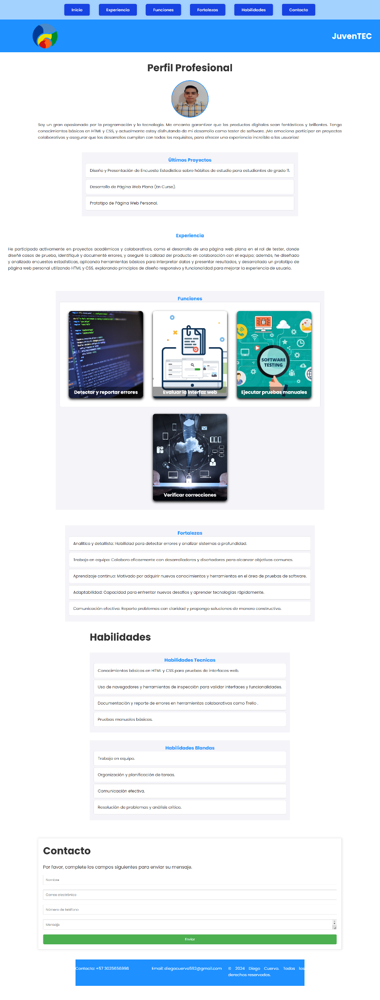 Inicio
Experiencia
Funciones
Fortalezas
Habilidades
Contacto
JuvenTEC
Perfil Profesional
Soy un gran apasionado por la programación y la tecnología. Me encanta garantizar que los productos digitales sean fantásticos y brillantes. Tengo
conocimientos básicos en HTML y CSS, y actualmente estoy disfrutando de mi desarrollo como tester de software. ¡Me emociona participar en proyectos
colaborativos y asegurar que los desarrollos cumplan con todos los requisitos, para ofrecer una experiencia increíble a los usuarios!
Últimos Proyectos
Diseño y Presentación de Encuesta Estadística sobre hábitos de estudio para estudiantes de grado 11.
Desarrollo de Página Web Plana (En Curso).
Prototipo de Página Web Personal.
Experiencia
He participado activamente en proyectos académicos y colaborativos, como el desarrollo de una página web plana en el rol de tester, donde
diseñé casos de prueba, identifiqué y documenté errores, y aseguré la calidad del producto en colaboración con el equipo; además, he diseñado
y analizado encuestas estadísticas, aplicando herramientas básicas para interpretar datos y presentar resultados, y desarrollado un prototipo de
página web personal utilizando HTML y CSS, explorando principios de diseño responsivo y funcionalidad para mejorar la experiencia de usuario.
Funciones
SOFTWARE
TESTING
Detectar y reportar errores
Evaluar la interfaz web
Ejecutar pruebas manuales
Verificar correcciones
Fortalezas
Analítico y detallista: Habilidad para detectar errores y analizar sistemas a profundidad.
Trabajo en equipo: Colaboro eficazmente con desarrolladores y diseñadores para alcanzar objetivos comunes.
Aprendizaje continuo: Motivado por adquirir nuevos conocimientos y herramientas en el área de pruebas de software.
Adaptabilidad: Capacidad para enfrentar nuevos desafíos y aprender tecnologías rápidamente.
Comunicación efectiva: Reporto problemas con claridad y propongo soluciones de manera constructiva.
Habilidades
Habilidades Tecnicas
Conocimientos básicos en HTML y CSS para pruebas de interfaces web.
Uso de navegadores y herramientas de inspección para validar interfaces y funcionalidades.
Documentación y reporte de errores en herramientas colaborativas como Trello .
Pruebas manuales básicas.
Habilidades Blandas
Trabajo en equipo.
Organización y planificación de tareas.
Comunicación efectiva.
Resolución de problemas y análisis crítico.
Contacto
Por favor, complete los campos siguientes para enviar su mensaje.
Nombre
Correo electrónico
Número de teléfono
Mensaje
Enviar
Contacto: +57 3025656996
Email: diegocuervo592@gmail.com
© 2024 Diego Cuervo. Todos los
derechos reservados.